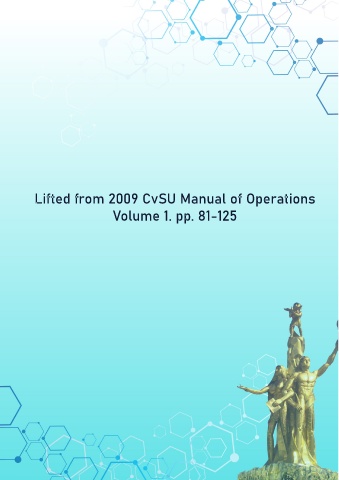 Lifted from 2009 CvSU Manual of Operations
Volume 1. pp. 81-125